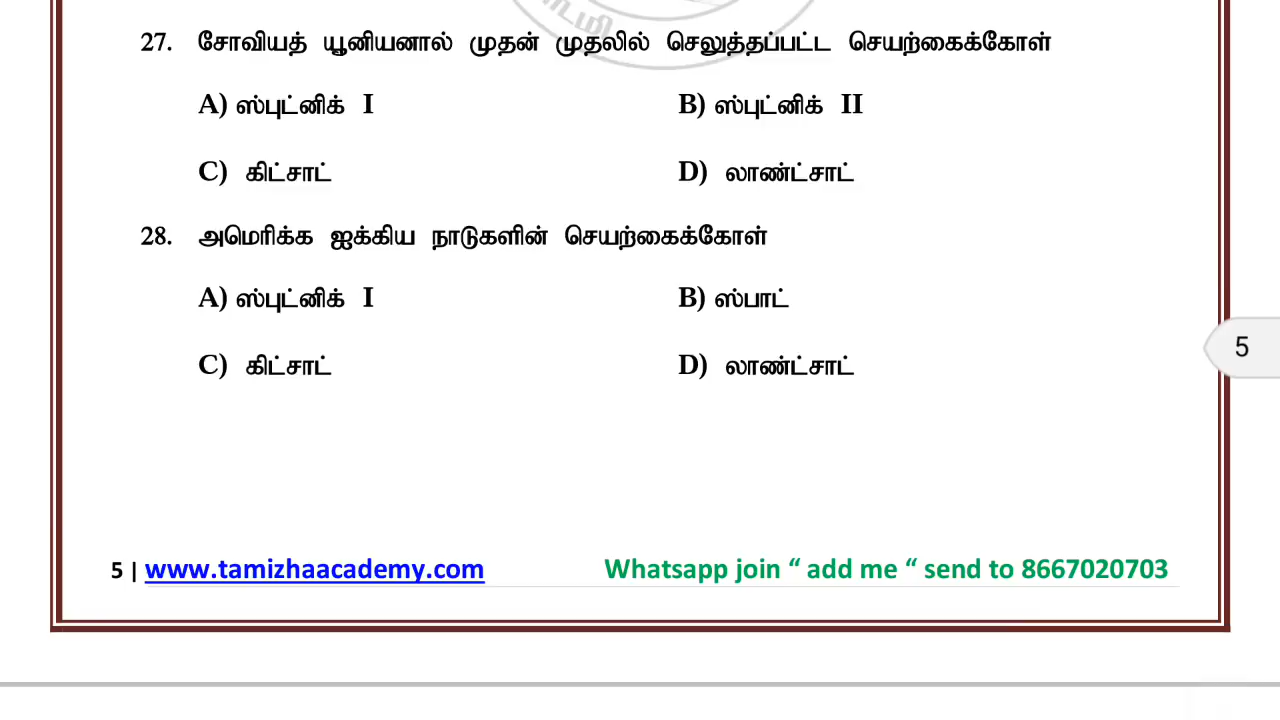 27. சோவியத் யூனியனால் முதன் முதலில் செலுத்தப்பட்ட செயற்கைக்கோள்
A) ஸ்புட்னிக் I B) ஸ்புட்னிக் II
C) கிட்சாட் D) லாண்ட்சாட்
28. அமெரிக்க ஐக்கிய நாடுகளின் செயற்கைக்கோள்
A) ஸ்புட்னிக் I B) ஸ்பாட்
C) கிட்சாட் D) லாண்ட்சாட்
5
5 | www.tamizhaacademy.com Whatsapp join “ add me “ send to 8667020703